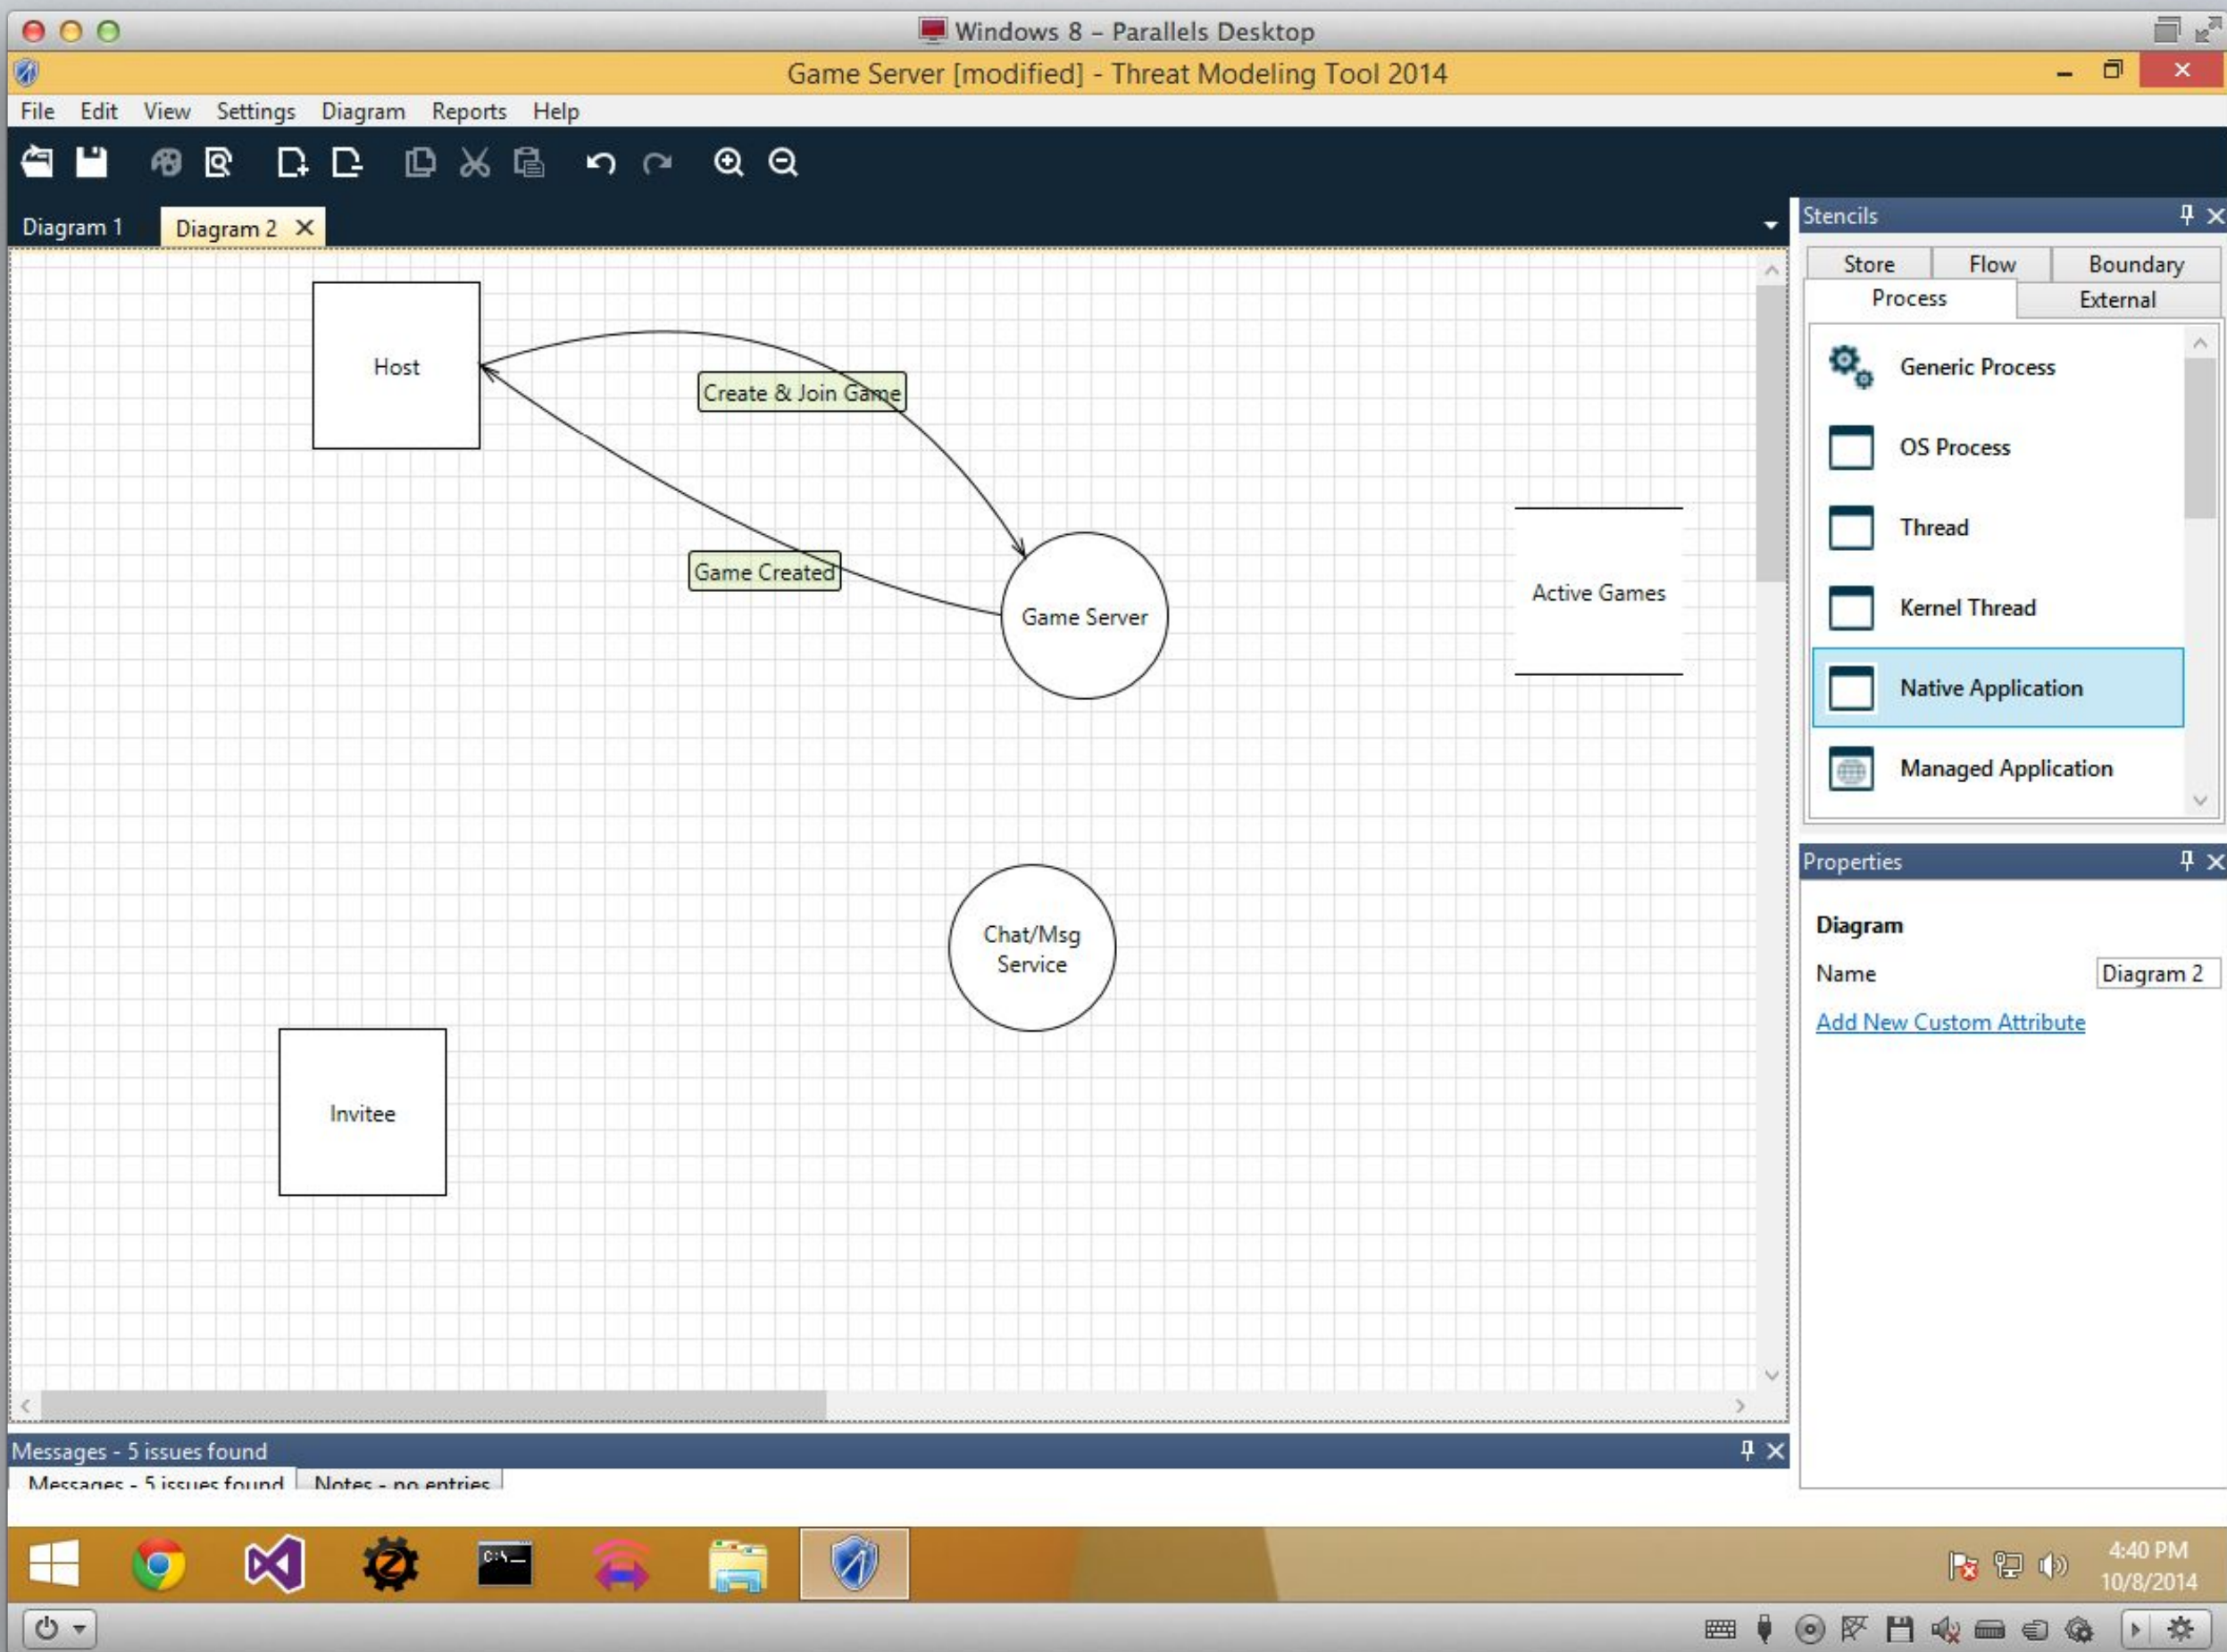 Windows 8 - Parallels Desktop
Game Server [modified] - Threat Modeling Tool 2014
File Edit View Settings Diagram Reports Help
Diagram 1 Diagram 2
Stencils
Store Flow Boundary
Process External
Generic Process
OS Process
Thread
Kernel Thread
Native Application
Managed Application
Host
Create & Join Game
Game Created
Game Server
Active Games
Chat/Msg
Service
Invitee
Properties
Diagram
Name Diagram 2
Add New Custom Attribute
Messages - 5 issues found
Messages - 5 issues found Notes - no entries
C:\
4:40 PM
10/8/2014